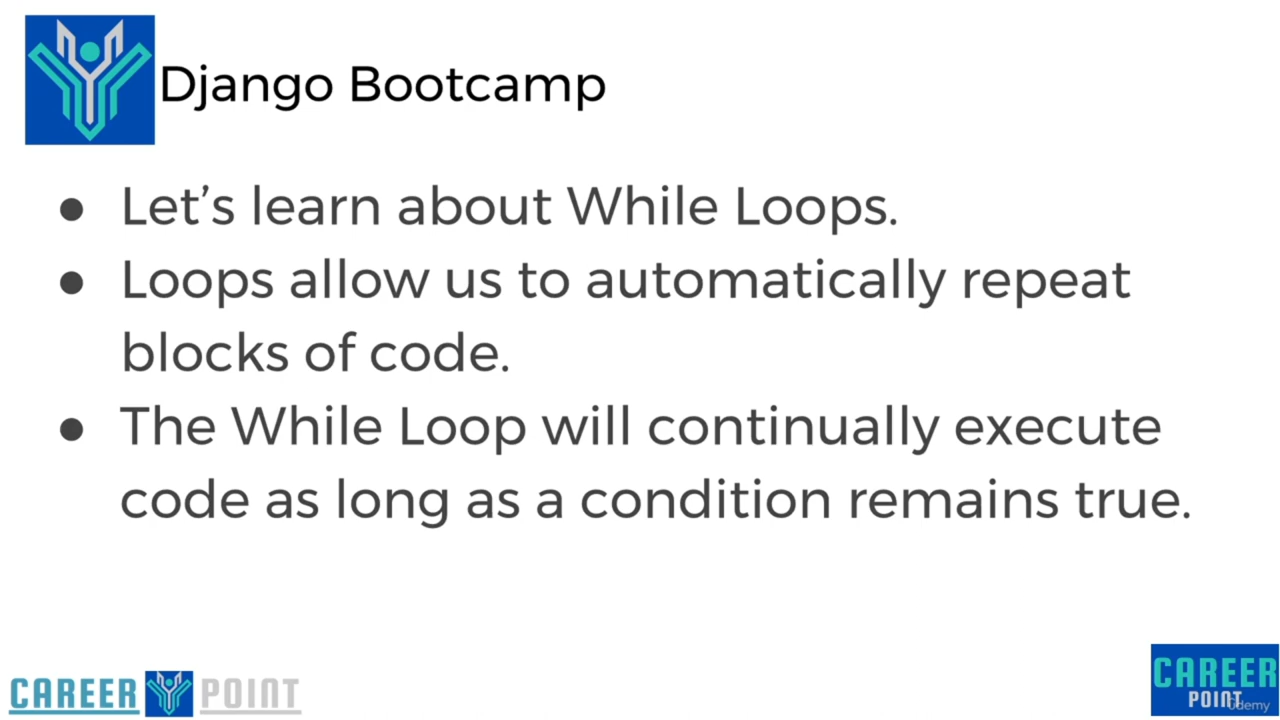 Django Bootcamp
● Let’s learn about While Loops.
● Loops allow us to automatically repeat
blocks of code.
● The While Loop will continually execute
code as long as a condition remains true.
CAREER POINT
CAREER
POINT
Udemy